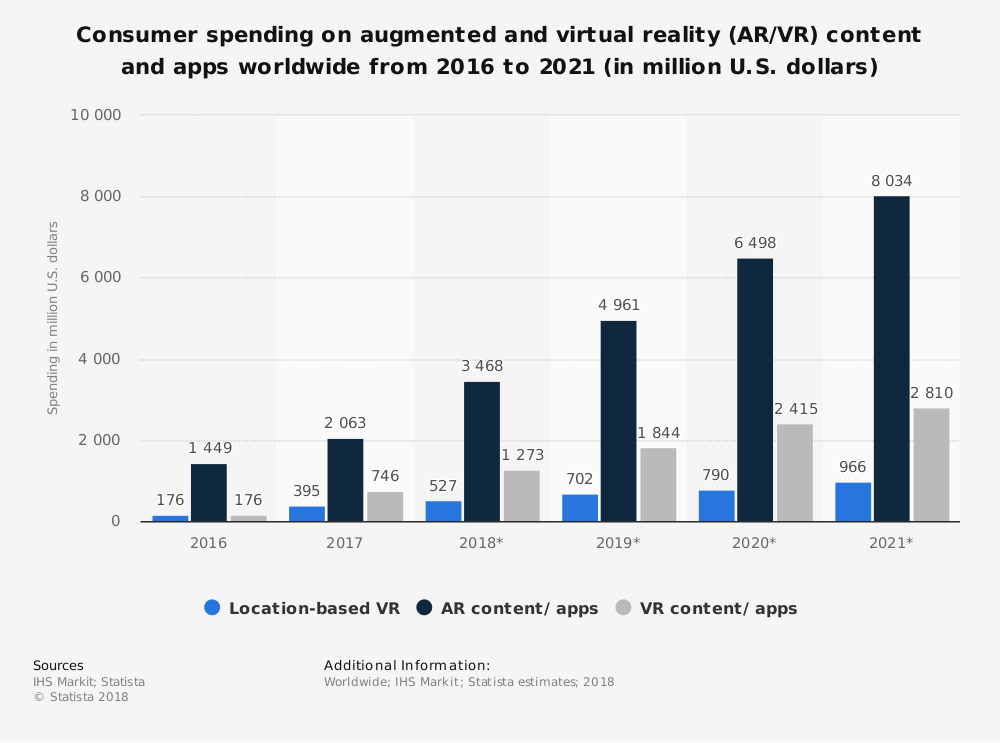 Consumer spending on augmented and virtual reality (AR/VR) content
and apps worldwide from 2016 to 2021 (in million U.S. dollars)
Spending in million U.S. dollars
10 000
8 000
6 000
4 000
2 000
0
176
1 449
176
395
2 063
746
527
3 468
1 273
702
4 961
1 844
790
6 498
2 415
966
8 034
2 810
2016
2017
2018*
2019*
2020*
2021*
Location-based VR
AR content/ apps
VR content/ apps
Sources
IHS Markit; Statista
© Statista 2018
Additional Information:
Worldwide; IHS Markit; Statista estimates; 2018